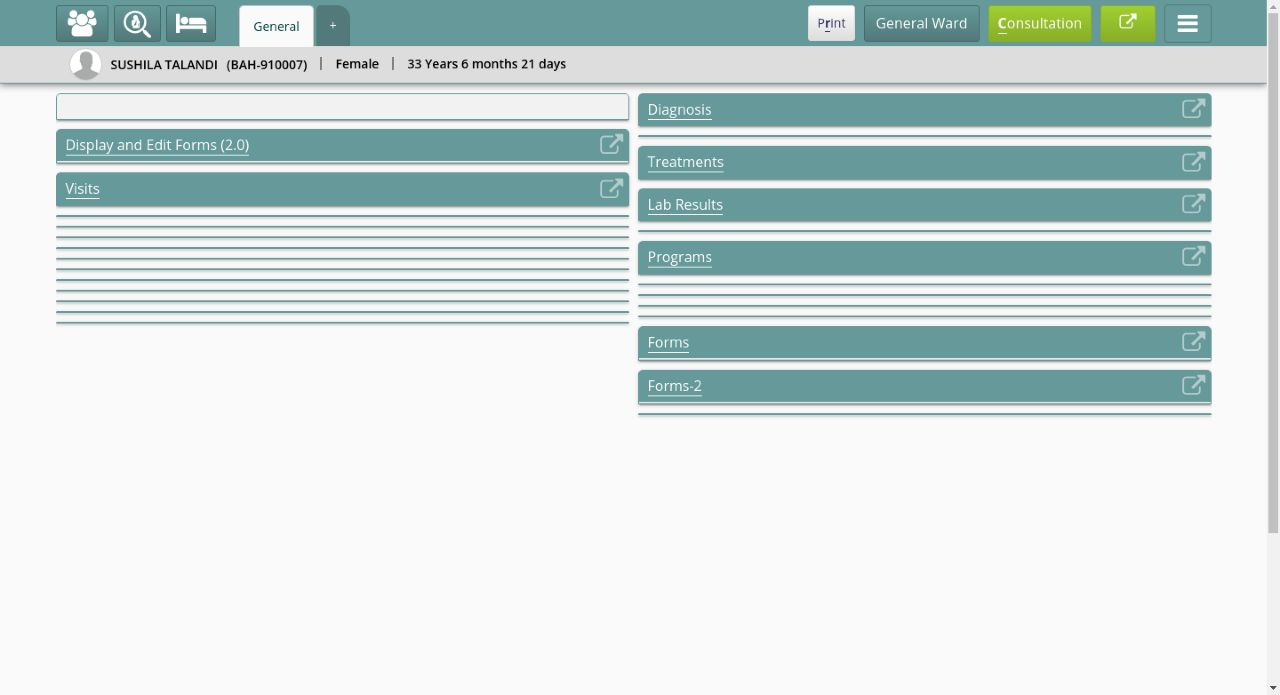 General
+
Print
General Ward
Consultation
SUSHILA TALANDI (BAH-910007) | Female | 33 Years 6 months 21 days
Display and Edit Forms (2.0)
Visits
Diagnosis
Treatments
Lab Results
Programs
Forms
Forms-2